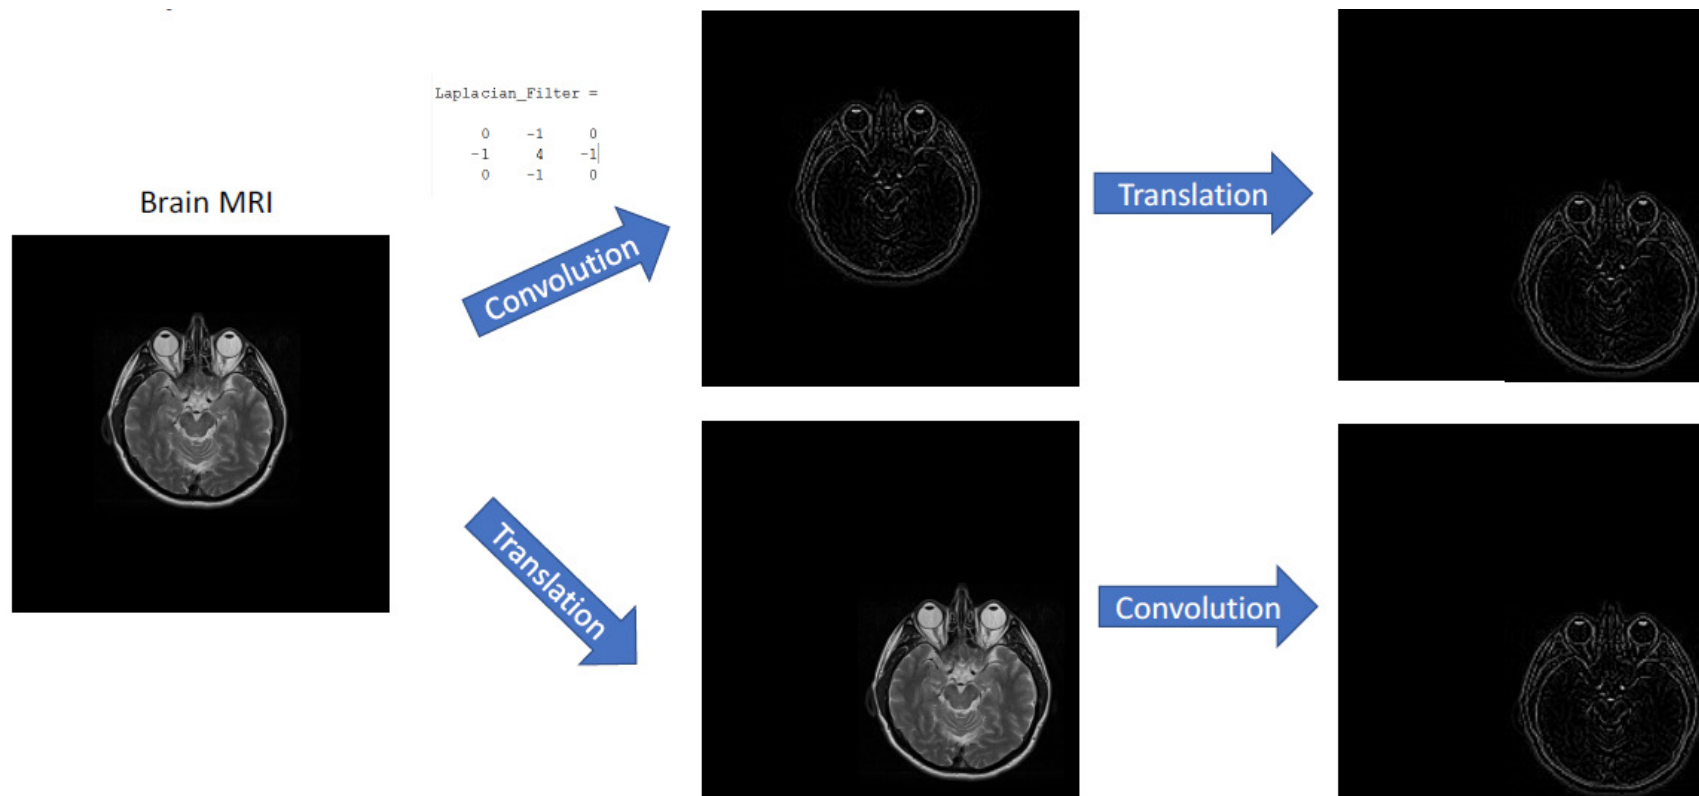 Laplacian_Filter =
0 -1 0
-1 4 -1
0 -1 0
Brain MRI
Convolution
Translation
Translation
Convolution